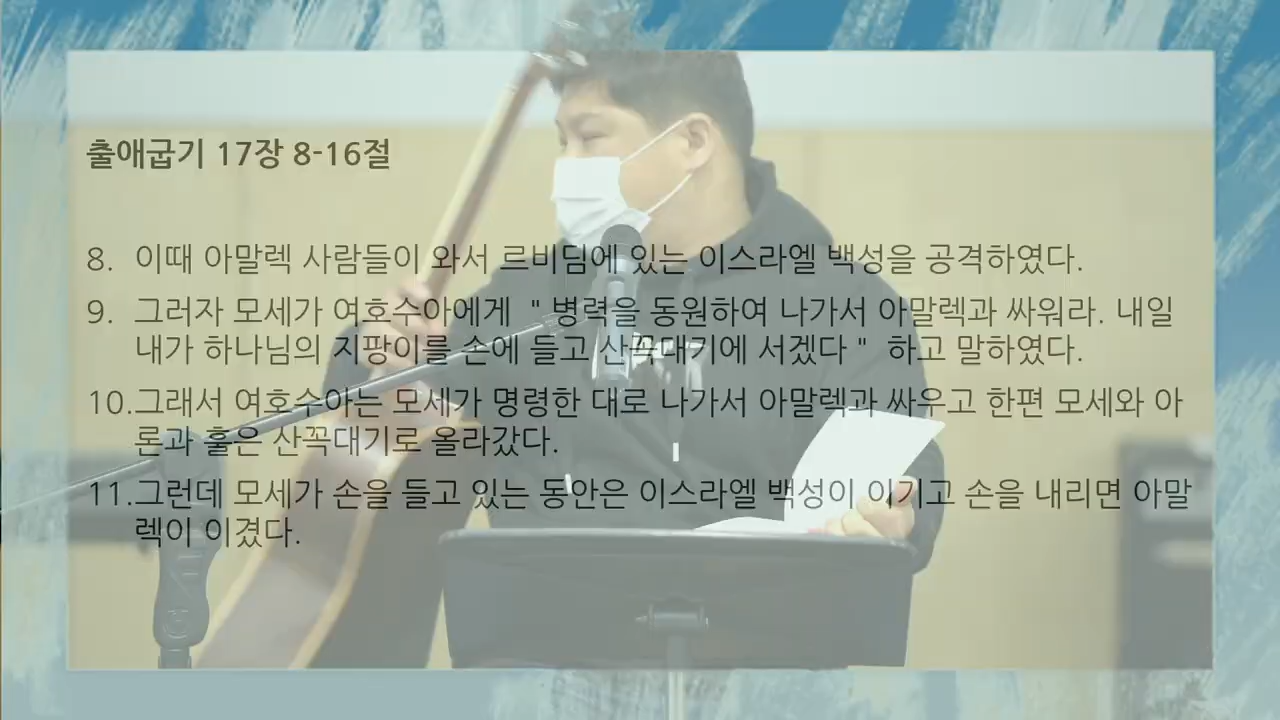 출애굽기 17장 8-16절
8. 이때 아말렉 사람들이 와서 르비딤에 있는 이스라엘 백성을 공격하였다.
9. 그러자 모세가 여호수아에게 " 병력을 동원하여 나가서 아말렉과 싸워라. 내일
내가 하나님의 지팡이를 손에 들고 산꼭대기에 서겠다 " 하고 말하였다.
10.그래서 여호수아는 모세가 명령한 대로 나가서 아말렉과 싸우고 한편 모세와 아
론과 훌은 산꼭대기로 올라갔다.
11.그런데 모세가 손을 들고 있는 동안은 이스라엘 백성이 이기고 손을 내리면 아말
렉이 이겼다.